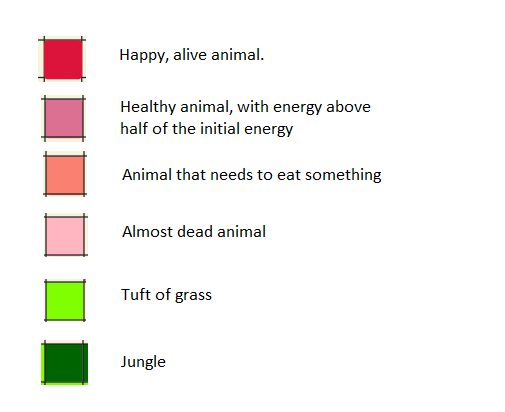 Happy, alive animal.
Healthy animal, with energy above
half of the initial energy
Animal that needs to eat something
Almost dead animal
Tuft of grass
Jungle